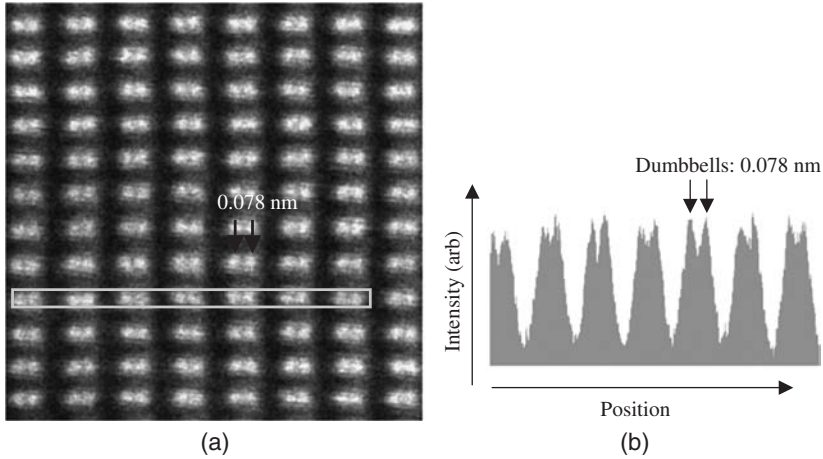 0.078 nm
(a)
Dumbbells: 0.078 nm
Intensity (arb)
Position
(b)